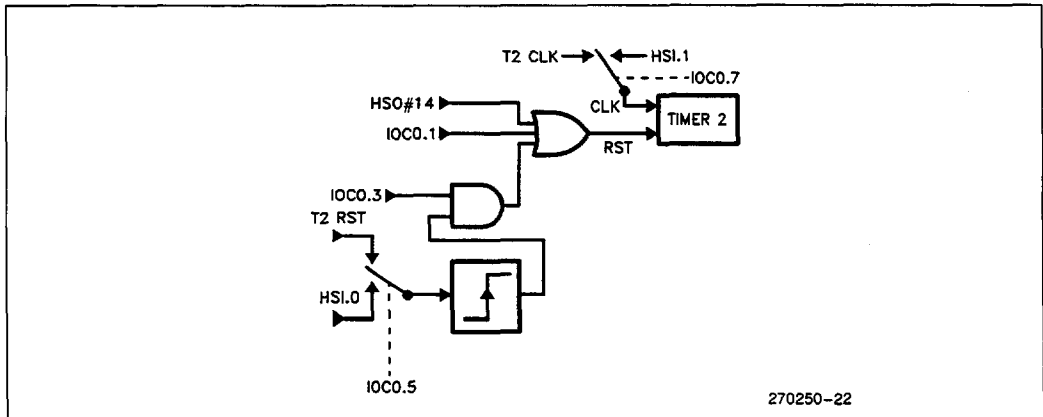 T2 CLK
HSI.1
IOC0.7
HSO#14
CLK
TIMER 2
IOC0.1
RST
IOC0.3
T2 RST
HSI.0
IOC0.5
270250-22